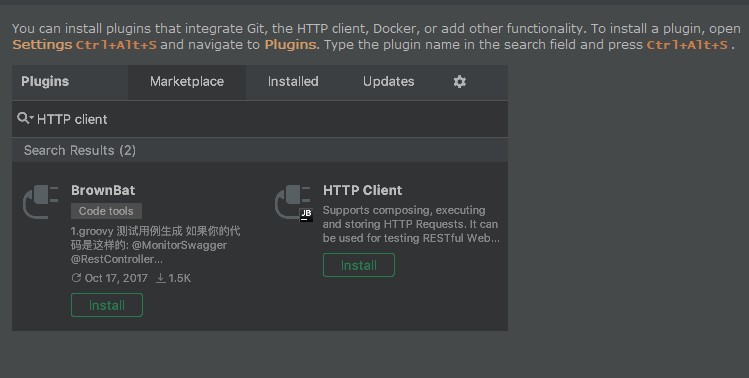 You can install plugins that integrate Git, the HTTP client, Docker, or add other functionality. To install a plugin, open
Settings Ctrl+Alt+S and navigate to Plugins. Type the plugin name in the search field and press Ctrl+Alt+S .
Plugins Marketplace Installed Updates
HTTP client
Search Results (2)
BrownBat
Code tools
1.groovy 测试用例生成 如果你的代
码是这样的: @MonitorSwagger
@RestController...
Oct 17, 2017 1.5K
Install
HTTP Client
JB
Supports composing, executing
and storing HTTP Requests. It can
be used for testing RESTful Web...
Install